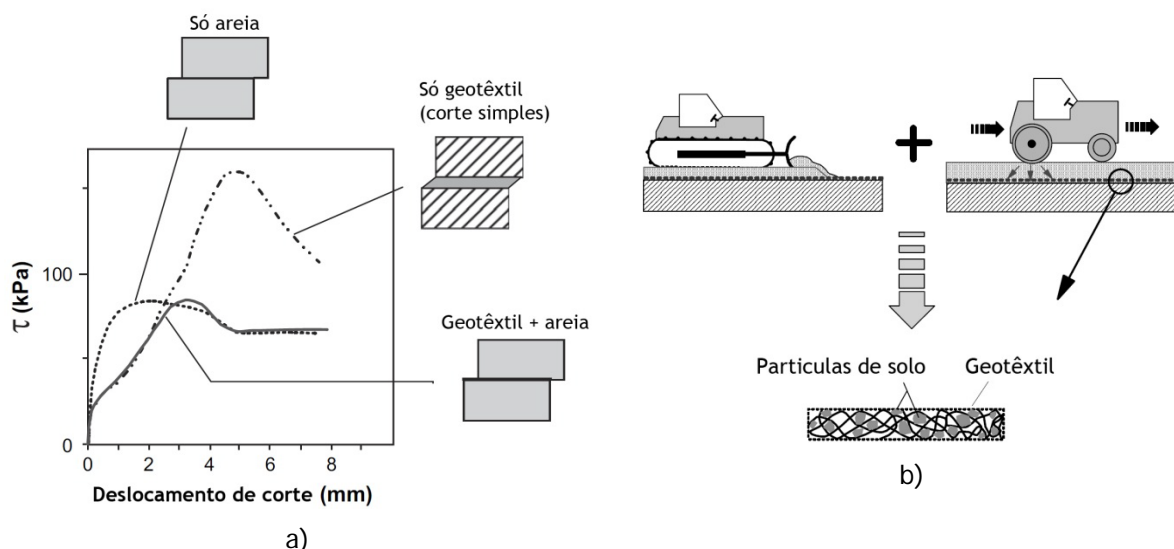 Só areia
Só geotêxtil
(corte simples)
100
τ (kPa)
Geotêxtil + areia
0
0
2
4
6
8
Deslocamento de corte (mm)
a)
Particulas de solo
Geotêxtil
b)